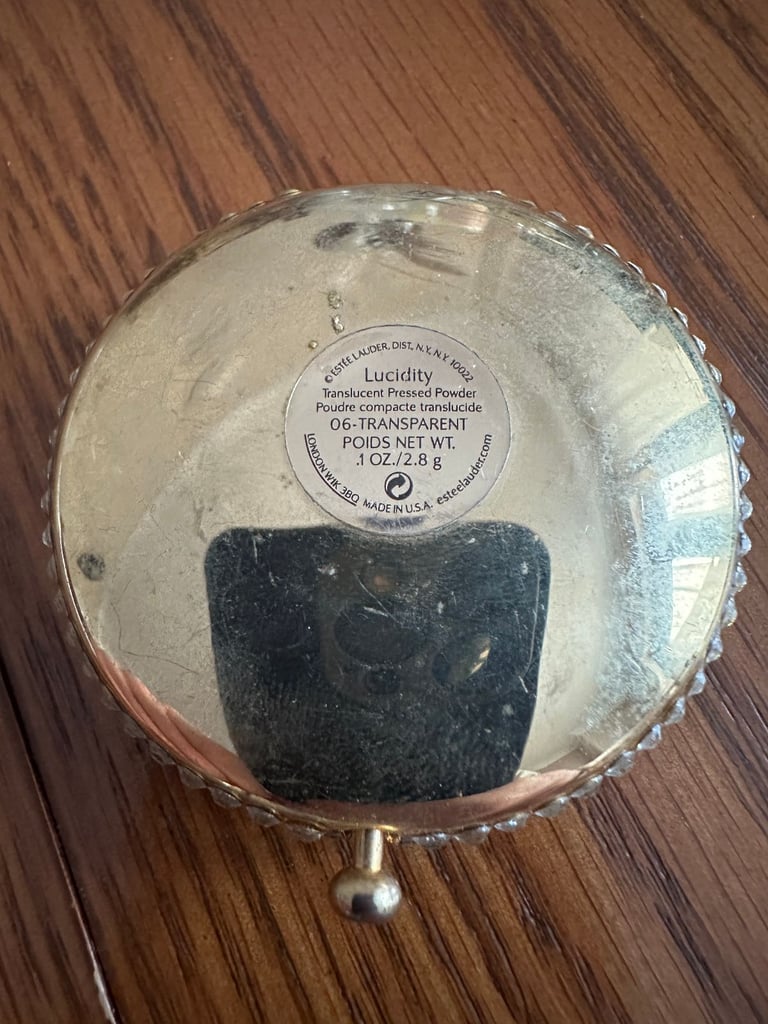 © ESTĒE LAUDER, DIST., N.Y., N.Y. 10022
Lucidity
Translucent Pressed Powder
Poudre compacte translucide
06-TRANSPARENT
POIDS NET WT.
.1 OZ./2.8 g
LONDON W1K 3BQ MADE IN U.S.A. esteelauder.com